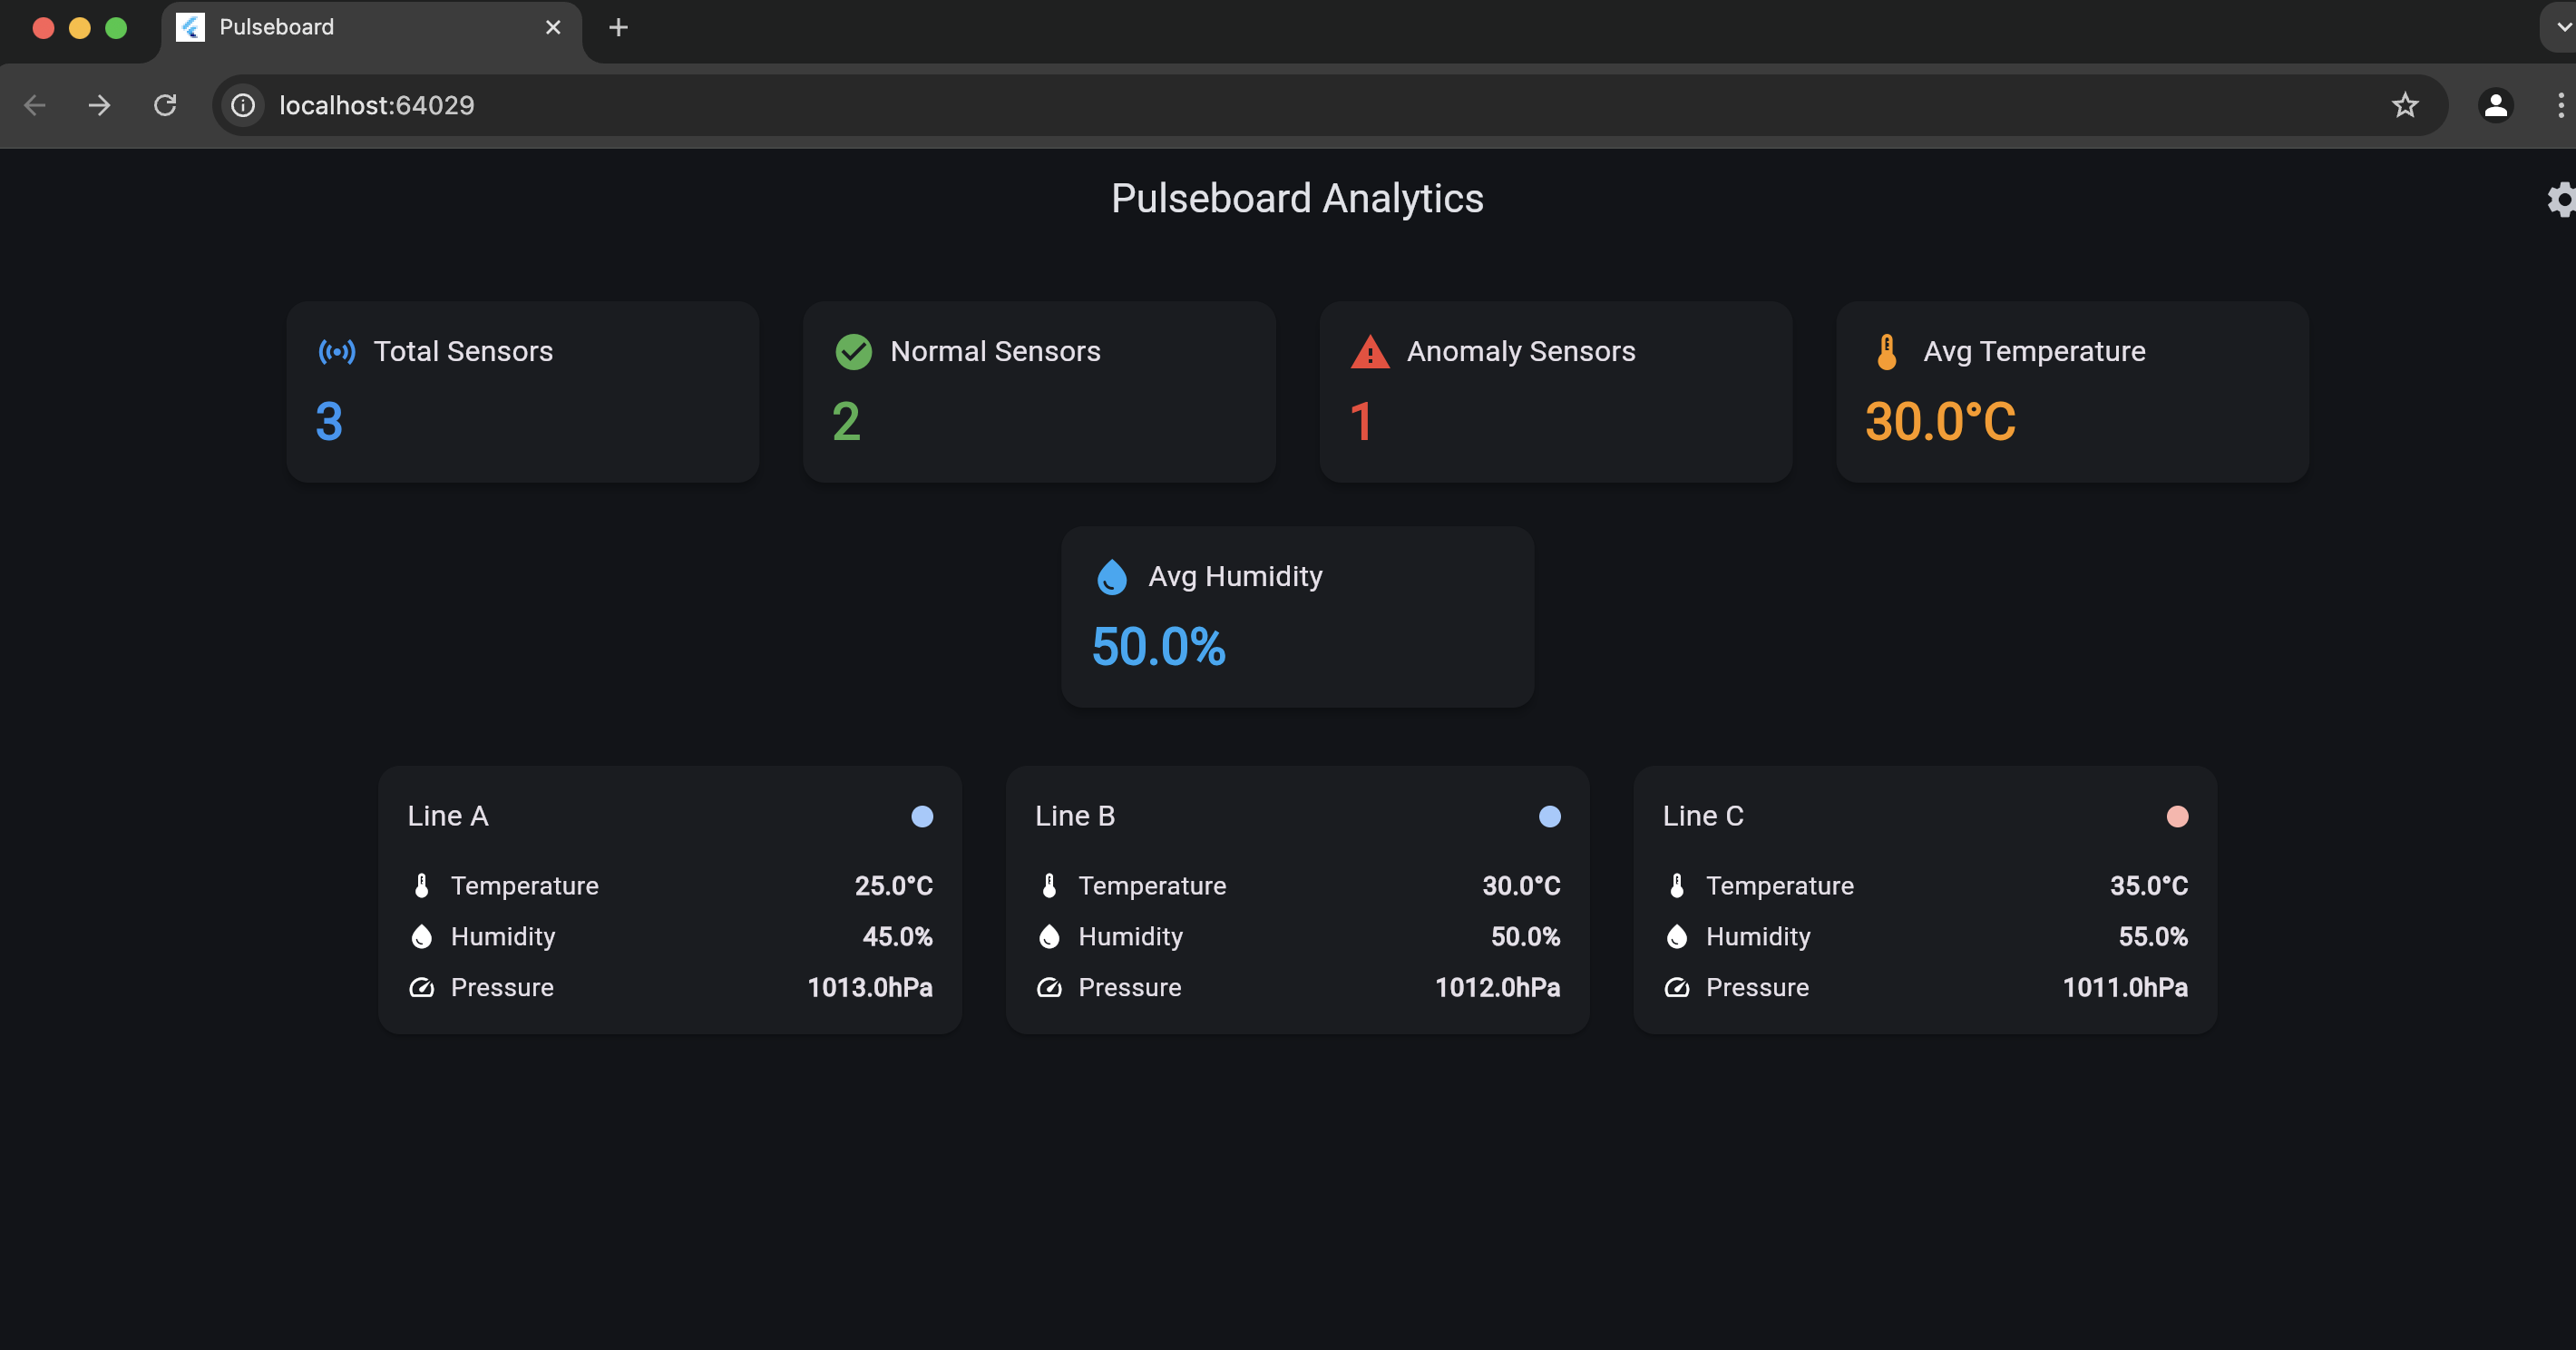 Pulseboard
localhost:64029
Pulseboard Analytics
Total Sensors
3
Normal Sensors
2
Anomaly Sensors
1
Avg Temperature
30.0°C
Avg Humidity
50.0%
Line A
Temperature 25.0°C
Humidity 45.0%
Pressure 1013.0hPa
Line B
Temperature 30.0°C
Humidity 50.0%
Pressure 1012.0hPa
Line C
Temperature 35.0°C
Humidity 55.0%
Pressure 1011.0hPa